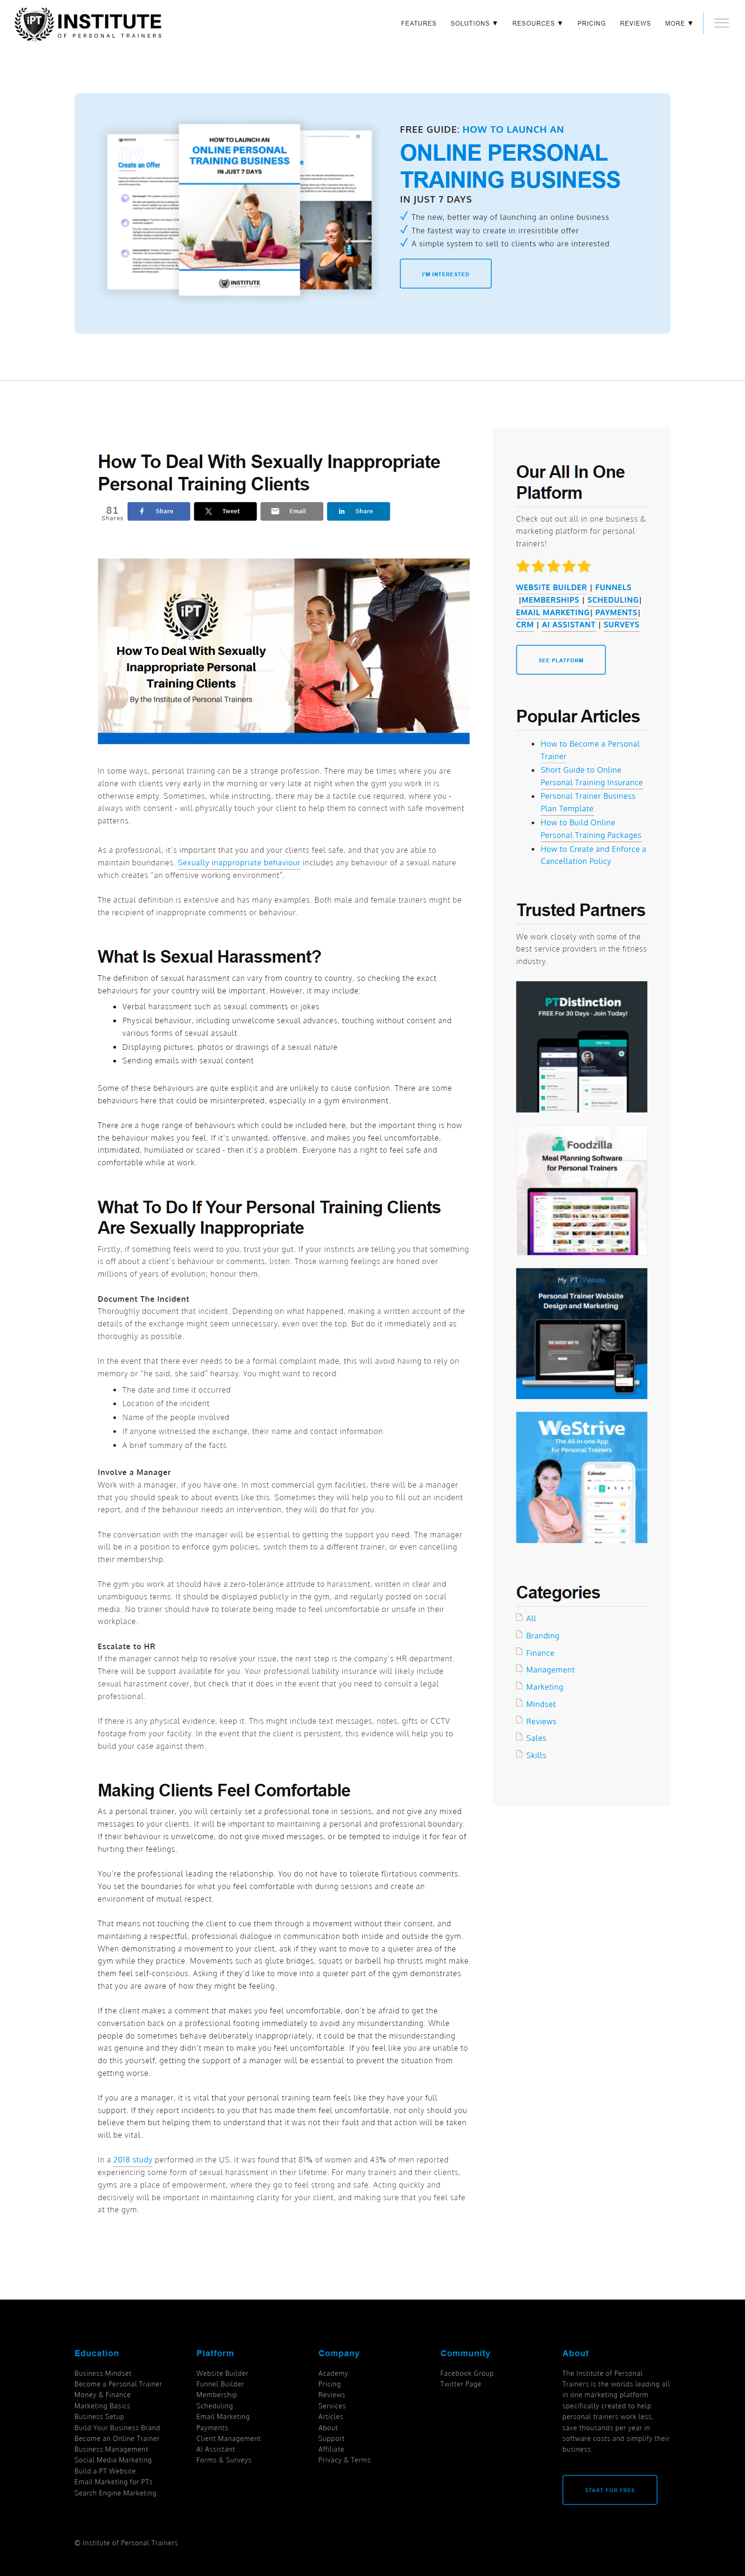 iPT INSTITUTE
OF PERSONAL TRAINERS
FEATURES
SOLUTIONS ▼
RESOURCES ▼
PRICING
REVIEWS
MORE ▼
Create an Offer
HOW TO LAUNCH AN
ONLINE PERSONAL
TRAINING BUSINESS
IN JUST 7 DAYS
INSTITUTE
FREE GUIDE: HOW TO LAUNCH AN
ONLINE PERSONAL
TRAINING BUSINESS
IN JUST 7 DAYS
The new, better way of launching an online business
The fastest way to create in irresistible offer
A simple system to sell to clients who are interested
I'M INTERESTED
How To Deal With Sexually Inappropriate
Personal Training Clients
81
Shares
Share
Tweet
Email
Share
iPT
How To Deal With Sexually
Inappropriate Personal
Training Clients
By the Institute of Personal Trainers
In some ways, personal training can be a strange profession. There may be times where you are
alone with clients very early in the morning or very late at night when the gym you work in is
otherwise empty. Sometimes, while instructing, there may be a tactile cue required, where you -
always with consent - will physically touch your client to help them to connect with safe movement
patterns.
As a professional, it's important that you and your clients feel safe, and that you are able to
maintain boundaries. Sexually inappropriate behaviour includes any behaviour of a sexual nature
which creates "an offensive working environment".
The actual definition is extensive and has many examples. Both male and female trainers might be
the recipient of inappropriate comments or behaviour.
What Is Sexual Harassment?
The definition of sexual harassment can vary from country to country, so checking the exact
behaviours for your country will be important. However, it may include:
Verbal harassment such as sexual comments or jokes
Physical behaviour, including unwelcome sexual advances, touching without consent and
various forms of sexual assault
Displaying pictures, photos or drawings of a sexual nature
Sending emails with sexual content
Some of these behaviours are quite explicit and are unlikely to cause confusion. There are some
behaviours here that could be misinterpreted, especially in a gym environment.
There are a huge range of behaviours which could be included here, but the important thing is how
the behaviour makes you feel. If it's unwanted, offensive, and makes you feel uncomfortable,
intimidated, humiliated or scared - then it's a problem. Everyone has a right to feel safe and
comfortable while at work.
What To Do If Your Personal Training Clients
Are Sexually Inappropriate
Firstly, if something feels weird to you, trust your gut. If your instincts are telling you that something
is off about a client's behaviour or comments, listen. Those warning feelings are honed over
millions of years of evolution; honour them.
Document The Incident
Thoroughly document that incident. Depending on what happened, making a written account of the
details of the exchange might seem unnecessary, even over the top. But do it immediately and as
thoroughly as possible.
In the event that there ever needs to be a formal complaint made, this will avoid having to rely on
memory or "he said, she said" hearsay. You might want to record:
The date and time it occurred
Location of the incident
Name of the people involved
If anyone witnessed the exchange, their name and contact information
A brief summary of the facts
Involve a Manager
Work with a manager, if you have one. In most commercial gym facilities, there will be a manager
that you should speak to about events like this. Sometimes they will help you to fill out an incident
report, and if the behaviour needs an intervention, they will do that for you.
The conversation with the manager will be essential to getting the support you need. The manager
will be in a position to enforce gym policies, switch them to a different trainer, or even cancelling
their membership.
The gym you work at should have a zero-tolerance attitude to harassment, written in clear and
unambiguous terms. It should be displayed publicly in the gym, and regularly posted on social
media. No trainer should have to tolerate being made to feel uncomfortable or unsafe in their
workplace.
Escalate to HR
If the manager cannot help to resolve your issue, the next step is the company's HR department.
There will be support available for you. Your professional liability insurance will likely include
sexual harassment cover, but check that it does in the event that you need to consult a legal
professional.
If there is any physical evidence, keep it. This might include text messages, notes, gifts or CCTV
footage from your facility. In the event that the client is persistent, this evidence will help you to
build your case against them.
Making Clients Feel Comfortable
As a personal trainer, you will certainly set a professional tone in sessions, and not give any mixed
messages to your clients. It will be important to maintaining a personal and professional boundary.
If their behaviour is unwelcome, do not give mixed messages, or be tempted to indulge it for fear of
hurting their feelings.
You're the professional leading the relationship. You do not have to tolerate flirtatious comments.
You set the boundaries for what you feel comfortable with during sessions and create an
environment of mutual respect.
That means not touching the client to cue them through a movement without their consent, and
maintaining a respectful, professional dialogue in communication both inside and outside the gym.
When demonstrating a movement to your client, ask if they want to move to a quieter area of the
gym while they practice. Movements such as glute bridges, squats or barbell hip thrusts might make
them feel self-conscious. Asking if they'd like to move into a quieter part of the gym demonstrates
that you are aware of how they might be feeling.
If the client makes a comment that makes you feel uncomfortable, don't be afraid to get the
conversation back on a professional footing immediately to avoid any misunderstanding. While
people do sometimes behave deliberately inappropriately, it could be that the misunderstanding
was genuine and they didn't mean to make you feel uncomfortable. If you feel like you are unable to
do this yourself, getting the support of a manager will be essential to prevent the situation from
getting worse.
If you are a manager, it is vital that your personal training team feels like they have your full
support. If they report incidents to you that has made them feel uncomfortable, not only should you
believe them but helping them to understand that it was not their fault and that action will be taken
will be vital.
In a 2018 study performed in the US, it was found that 81% of women and 43% of men reported
experiencing some form of sexual harassment in their lifetime. For many trainers and their clients,
gyms are a place of empowerment, where they go to feel strong and safe. Acting quickly and
decisively will be important in maintaining clarity for your client, and making sure that you feel safe
at the gym.
Our All In One
Platform
Check out out all in one business &
marketing platform for personal
trainers!
WEBSITE BUILDER | FUNNELS
|MEMBERSHIPS | SCHEDULING|
EMAIL MARKETING| PAYMENTS|
CRM | AI ASSISTANT | SURVEYS
SEE PLATFORM
Popular Articles
How to Become a Personal
Trainer
Short Guide to Online
Personal Training Insurance
Personal Trainer Business
Plan Template
How to Build Online
Personal Training Packages
How to Create and Enforce a
Cancellation Policy
Trusted Partners
We work closely with some of the
best service providers in the fitness
industry.
PTDistinction
FREE For 30 Days - Join Today!
Foodzilla
Meal Planning Software
for Personal Trainers
My PT Website
Personal Trainer Website
Design and Marketing
WeStrive
The All-in-one App
for Personal Trainers
Calendar
Categories
All
Branding
Finance
Management
Marketing
Mindset
Reviews
Sales
Skills
Education
Business Mindset
Become a Personal Trainer
Money & Finance
Marketing Basics
Business Setup
Build Your Business Brand
Become an Online Trainer
Business Management
Social Media Marketing
Build a PT Website
Email Marketing for PTs
Search Engine Marketing
Platform
Website Builder
Funnel Builder
Membership
Scheduling
Email Marketing
Payments
Client Management
AI Assistant
Forms & Surveys
Company
Academy
Pricing
Reviews
Services
Articles
About
Support
Affiliate
Privacy & Terms
Community
Facebook Group
Twitter Page
About
The Institute of Personal
Trainers is the worlds leading all
in one marketing platform
specifically created to help
personal trainers work less,
save thousands per year in
software costs and simplify their
business.
START FOR FREE
© Institute of Personal Trainers